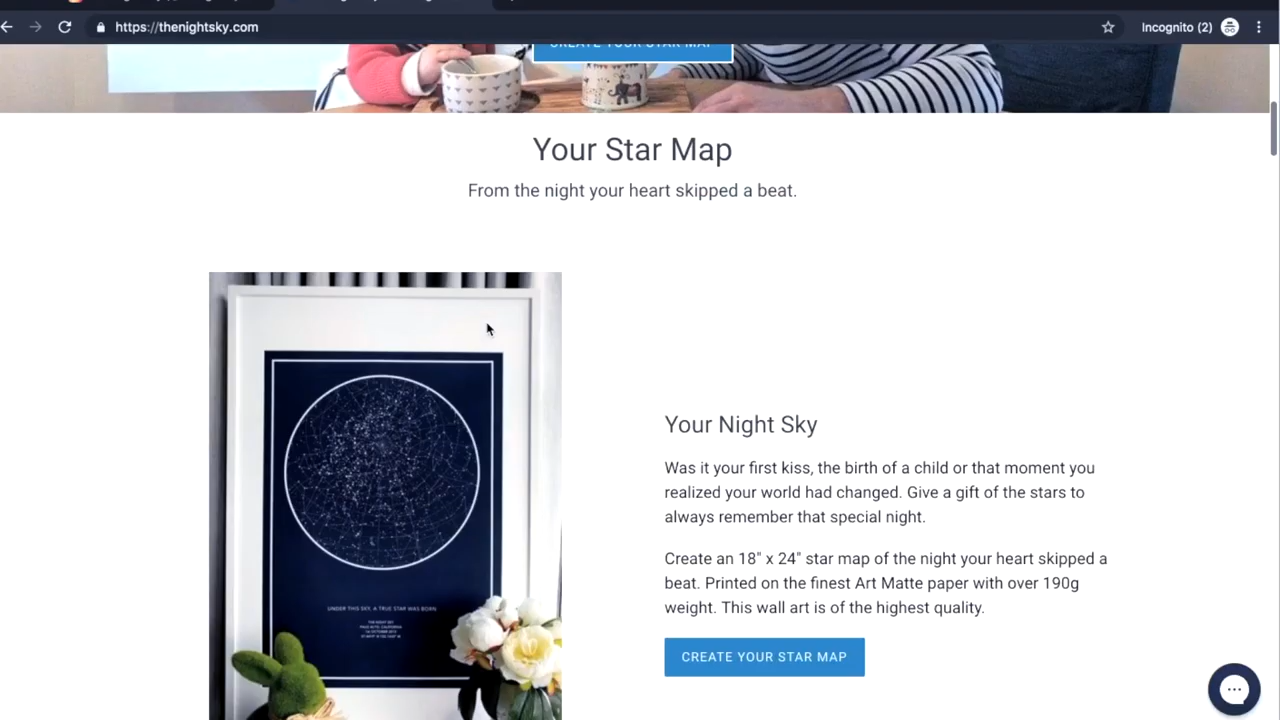 https://thenightsky.com
Incognito (2)
CREATE YOUR STAR MAP
Your Star Map
From the night your heart skipped a beat.
UNDER THIS SKY, A TRUE STAR WAS BORN
Your Night Sky
Was it your first kiss, the birth of a child or that moment you
realized your world had changed. Give a gift of the stars to
always remember that special night.
Create an 18" x 24" star map of the night your heart skipped a
beat. Printed on the finest Art Matte paper with over 190g
weight. This wall art is of the highest quality.
CREATE YOUR STAR MAP